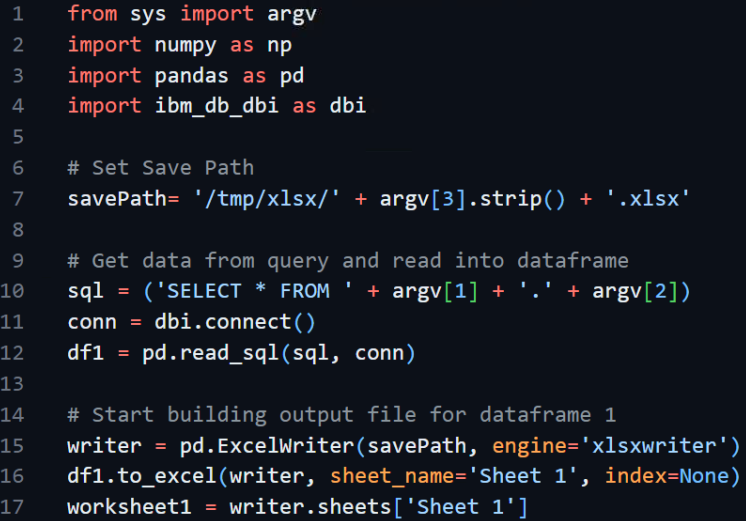 1 from sys import argv
2 import numpy as np
3 import pandas as pd
4 import ibm_db_dbi as dbi
5
6 # Set Save Path
7 savePath= '/tmp/xlsx/' + argv[3].strip() + '.xlsx'
8
9 # Get data from query and read into dataframe
10 sql = ('SELECT * FROM ' + argv[1] + '.' + argv[2])
11 conn = dbi.connect()
12 df1 = pd.read_sql(sql, conn)
13
14 # Start building output file for dataframe 1
15 writer = pd.ExcelWriter(savePath, engine='xlsxwriter')
16 df1.to_excel(writer, sheet_name='Sheet 1', index=None)
17 worksheet1 = writer.sheets['Sheet 1']